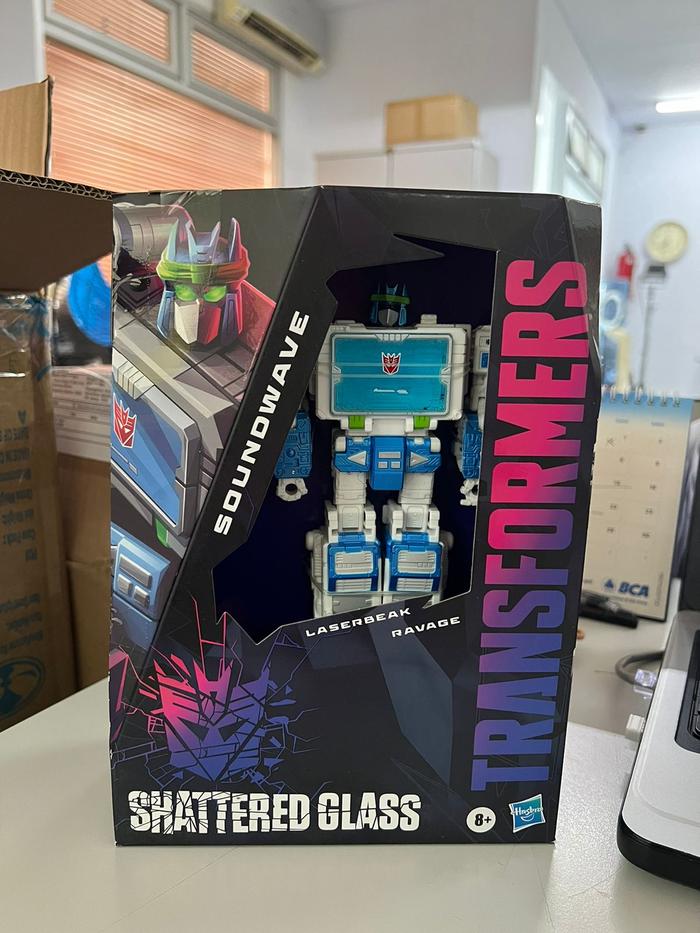 SOUNDWAVE
TRANSFORMERS
LASERBEAK
RAVAGE
SHATTERED GLASS
8+
Hasbro
BCA